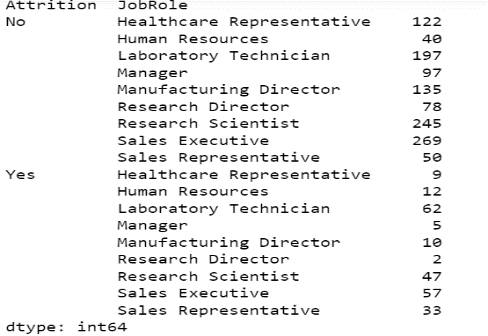 Attrition  JobRole
No         Healthcare Representative    122
           Human Resources               40
           Laboratory Technician        197
           Manager                       97
           Manufacturing Director       135
           Research Director             78
           Research Scientist           245
           Sales Executive              269
           Sales Representative          50
Yes        Healthcare Representative      9
           Human Resources               12
           Laboratory Technician         62
           Manager                        5
           Manufacturing Director        10
           Research Director              2
           Research Scientist            47
           Sales Executive               57
           Sales Representative          33
dtype: int64